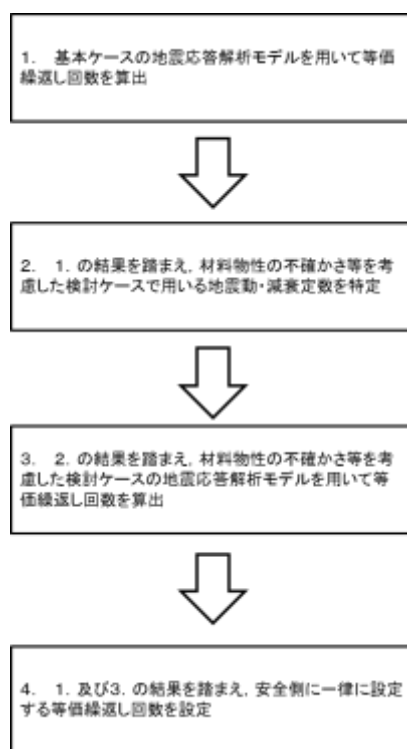 1. 基本ケースの地震応答解析モデルを用いて等価
繰返し回数を算出
2. 1. の結果を踏まえ, 材料物性の不確かさ等を考
慮した検討ケースで用いる地震動・減衰定数を特定
3. 2. の結果を踏まえ, 材料物性の不確かさ等を考
慮した検討ケースの地震応答解析モデルを用いて等
価繰返し回数を算出
4. 1. 及び3. の結果を踏まえ, 安全側に一律に設定
する等価繰返し回数を設定